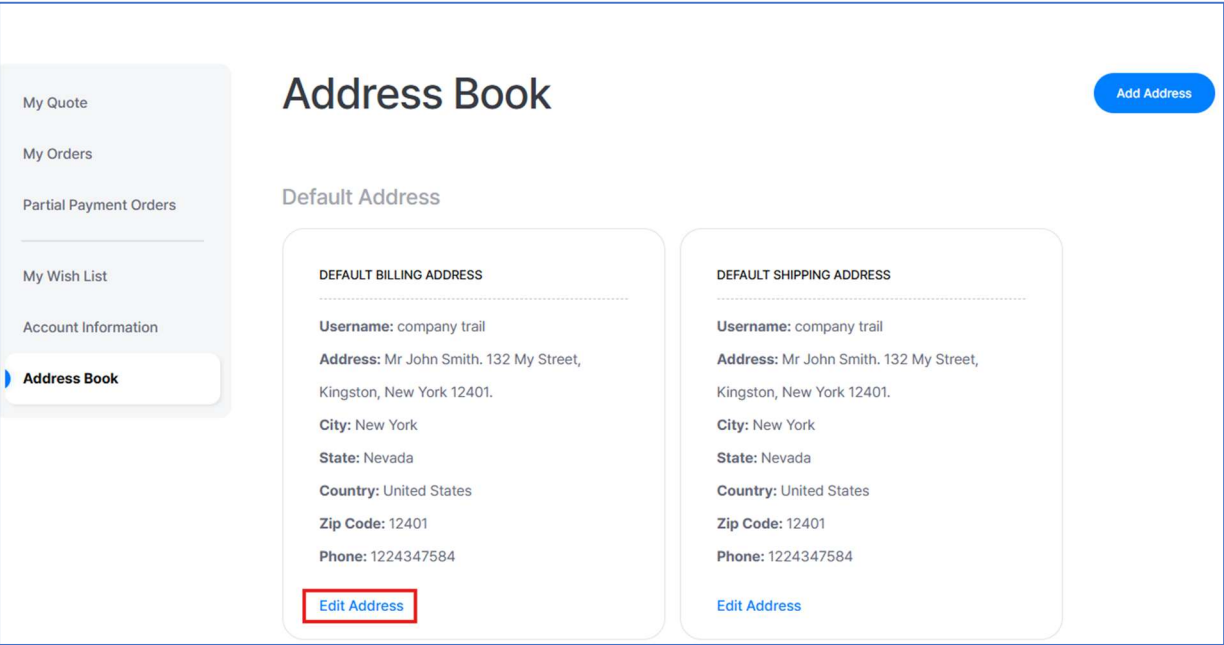 My Quote
My Orders
Partial Payment Orders
My Wish List
Account Information
Address Book
Address Book
Add Address
Default Address
DEFAULT BILLING ADDRESS
Username: company trail
Address: Mr John Smith. 132 My Street,
Kingston, New York 12401.
City: New York
State: Nevada
Country: United States
Zip Code: 12401
Phone: 1224347584
Edit Address
DEFAULT SHIPPING ADDRESS
Username: company trail
Address: Mr John Smith. 132 My Street,
Kingston, New York 12401.
City: New York
State: Nevada
Country: United States
Zip Code: 12401
Phone: 1224347584
Edit Address